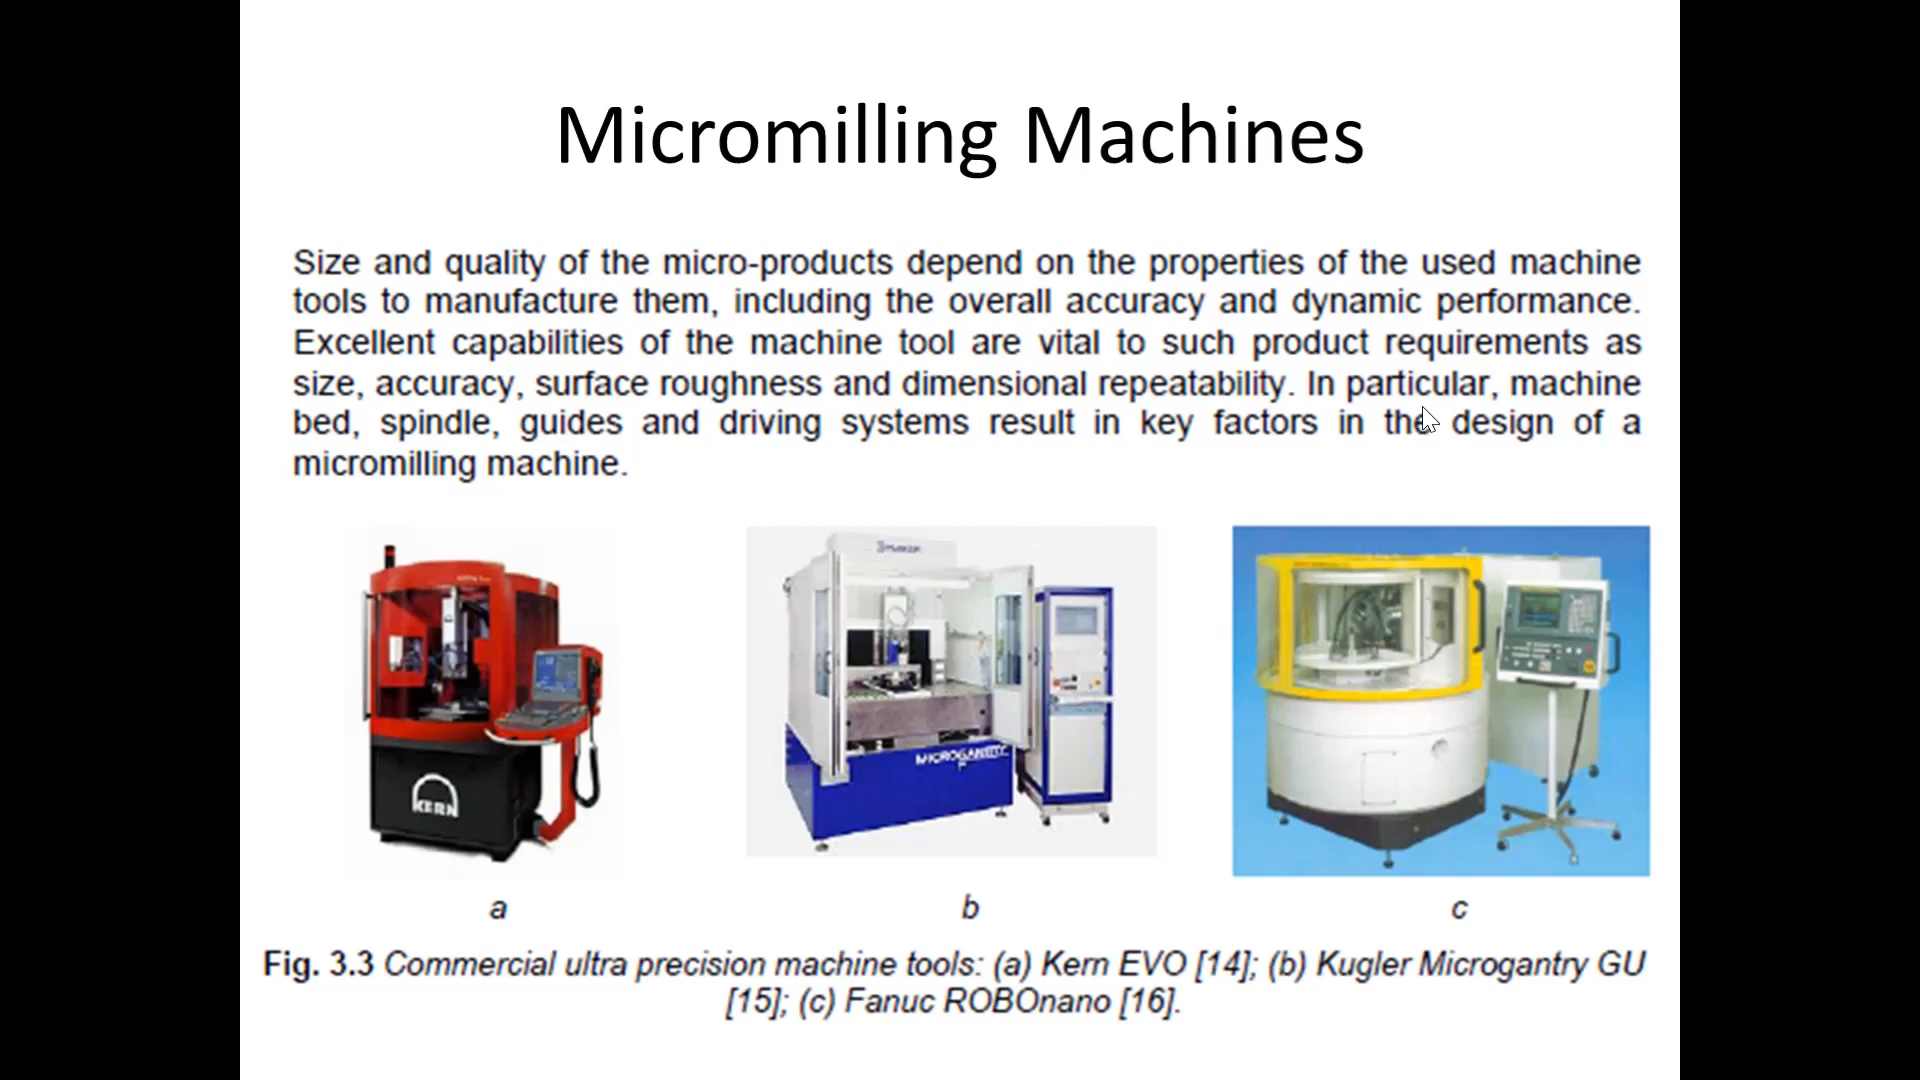 Micromilling Machines
Size and quality of the micro-products depend on the properties of the used machine
tools to manufacture them, including the overall accuracy and dynamic performance.
Excellent capabilities of the machine tool are vital to such product requirements as
size, accuracy, surface roughness and dimensional repeatability. In particular, machine
bed, spindle, guides and driving systems result in key factors in the design of a
micromilling machine.
KERN
MICROGANTRY
a
b
c
Fig. 3.3 Commercial ultra precision machine tools: (a) Kern EVO [14]; (b) Kugler Microgantry GU
[15]; (c) Fanuc ROBOnano [16].